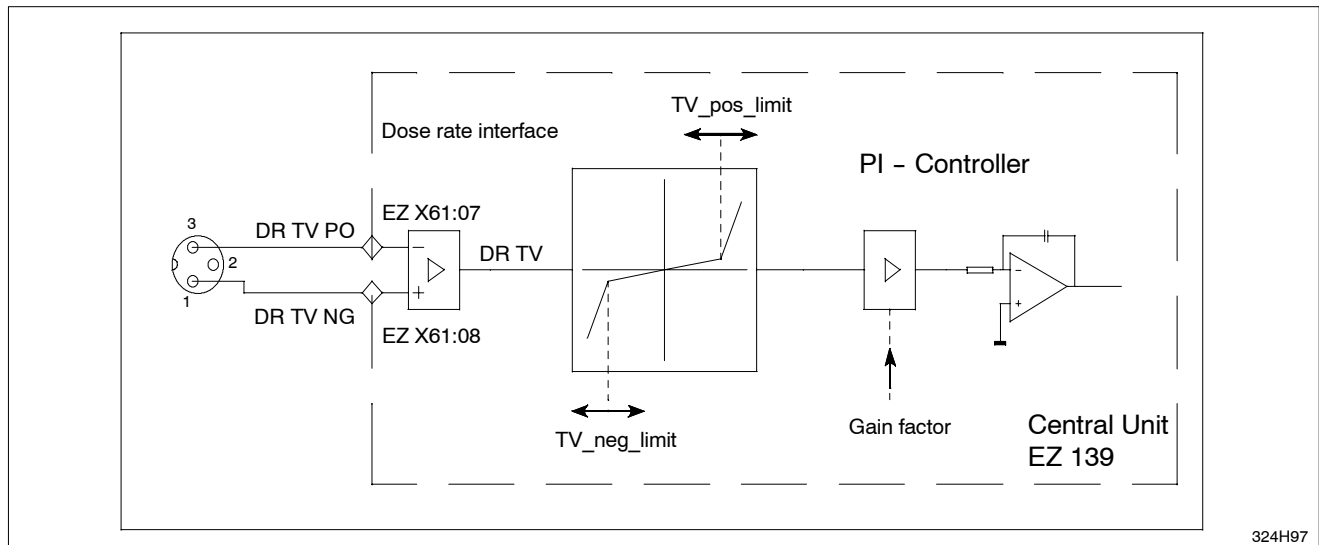 TV_pos_limit
Dose rate interface
PI - Controller
3
DR TV PO
EZ X61:07
−
2
DR TV
−
1
+
+
DR TV NG
EZ X61:08
TV_neg_limit
Gain factor
Central Unit
EZ 139
324H97